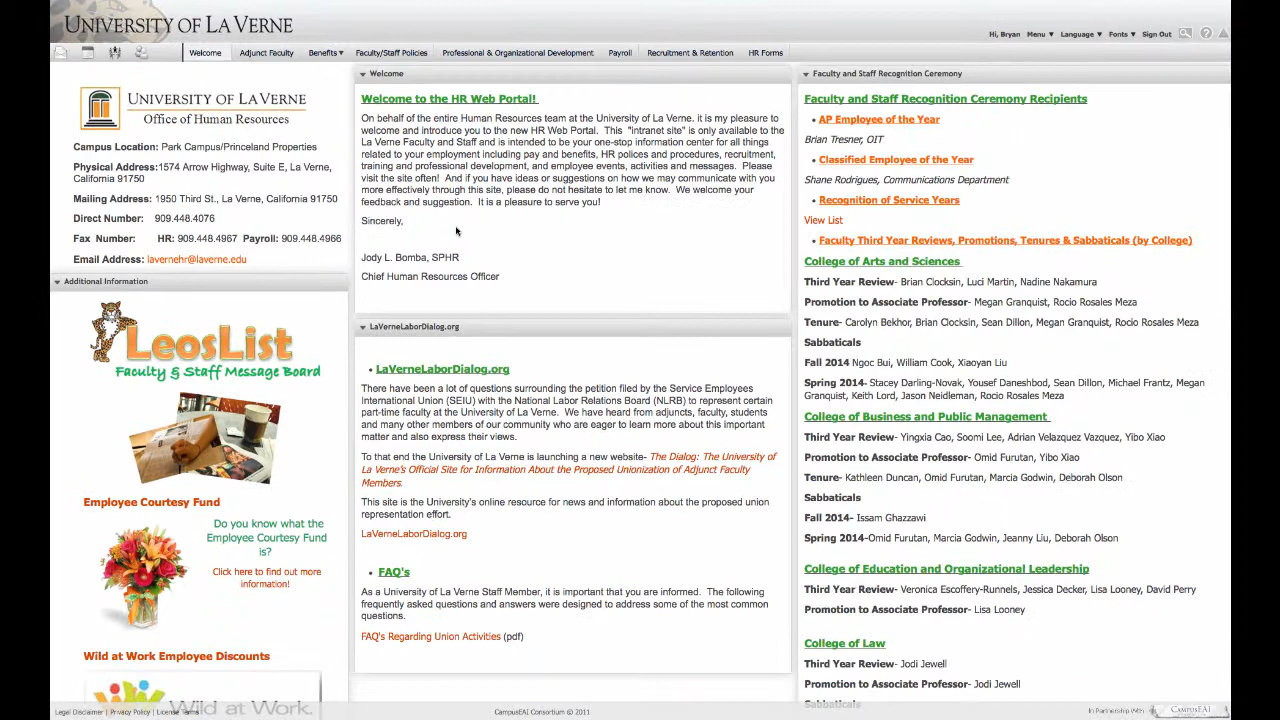 UNIVERSITY OF LA VERNE
Hi, Bryan Menu ▼ Language ▼ Fonts ▼ Sign Out
Welcome Adjunct Faculty Benefits▼ Faculty/Staff Policies Professional & Organizational Development Payroll Recruitment & Retention HR Forms
UNIVERSITY OF LA VERNE
Office of Human Resources
Campus Location: Park Campus/Princeland Properties
Physical Address:1574 Arrow Highway, Suite E, La Verne,
California 91750
Mailing Address: 1950 Third St., La Verne, California 91750
Direct Number: 909.448.4076
Fax Number: HR: 909.448.4967 Payroll: 909.448.4966
Email Address: lavernehr@laverne.edu
Additional Information
LeosList
Faculty & Staff Message Board
Employee Courtesy Fund
Do you know what the
Employee Courtesy Fund
is?
Click here to find out more
information!
Wild at Work Employee Discounts
Wild at Work.
Welcome
Welcome to the HR Web Portal!
On behalf of the entire Human Resources team at the University of La Verne. it is my pleasure to
welcome and introduce you to the new HR Web Portal. This "intranet site" is only available to the
La Verne Faculty and Staff and is intended to be your one-stop information center for all things
related to your employment including pay and benefits, HR polices and procedures, recruitment,
training and professional development, and employee events, activities and messages. Please
visit the site often! And if you have ideas or suggestions on how we may communicate with you
more effectively through this site, please do not hesitate to let me know. We welcome your
feedback and suggestion. It is a pleasure to serve you!
Sincerely,
Jody L. Bomba, SPHR
Chief Human Resources Officer
LaVerneLaborDialog.org
• LaVerneLaborDialog.org
There have been a lot of questions surrounding the petition filed by the Service Employees
International Union (SEIU) with the National Labor Relations Board (NLRB) to represent certain
part-time faculty at the University of La Verne. We have heard from adjuncts, faculty, students
and many other members of our community who are eager to learn more about this important
matter and also express their views.
To that end the University of La Verne is launching a new website- The Dialog: The University of
La Verne's Official Site for Information About the Proposed Unionization of Adjunct Faculty
Members.
This site is the University's online resource for news and information about the proposed union
representation effort.
LaVerneLaborDialog.org
• FAQ's
As a University of La Verne Staff Member, it is important that you are informed. The following
frequently asked questions and answers were designed to address some of the most common
questions.
FAQ's Regarding Union Activities (pdf)
Faculty and Staff Recognition Ceremony
Faculty and Staff Recognition Ceremony Recipients
• AP Employee of the Year
Brian Tresner, OIT
• Classified Employee of the Year
Shane Rodrigues, Communications Department
• Recognition of Service Years
View List
• Faculty Third Year Reviews, Promotions, Tenures & Sabbaticals (by College)
College of Arts and Sciences
Third Year Review- Brian Clocksin, Luci Martin, Nadine Nakamura
Promotion to Associate Professor- Megan Granquist, Rocio Rosales Meza
Tenure- Carolyn Bekhor, Brian Clocksin, Sean Dillon, Megan Granquist, Rocio Rosales Meza
Sabbaticals
Fall 2014 Ngoc Bui, William Cook, Xiaoyan Liu
Spring 2014- Stacey Darling-Novak, Yousef Daneshbod, Sean Dillon, Michael Frantz, Megan
Granquist, Keith Lord, Jason Neidleman, Rocio Rosales Meza
College of Business and Public Management
Third Year Review- Yingxia Cao, Soomi Lee, Adrian Velazquez Vazquez, Yibo Xiao
Promotion to Associate Professor- Omid Furutan, Yibo Xiao
Tenure- Kathleen Duncan, Omid Furutan, Marcia Godwin, Deborah Olson
Sabbaticals
Fall 2014- Issam Ghazzawi
Spring 2014-Omid Furutan, Marcia Godwin, Jeanny Liu, Deborah Olson
College of Education and Organizational Leadership
Third Year Review- Veronica Escoffery-Runnels, Jessica Decker, Lisa Looney, David Perry
Promotion to Associate Professor- Lisa Looney
College of Law
Third Year Review- Jodi Jewell
Promotion to Associate Professor- Jodi Jewell
Sabbaticals
Legal Disclaimer | Privacy Policy | License Terms
CampusEAI Consortium © 2011
In Partnership With
CAMPUSEAI